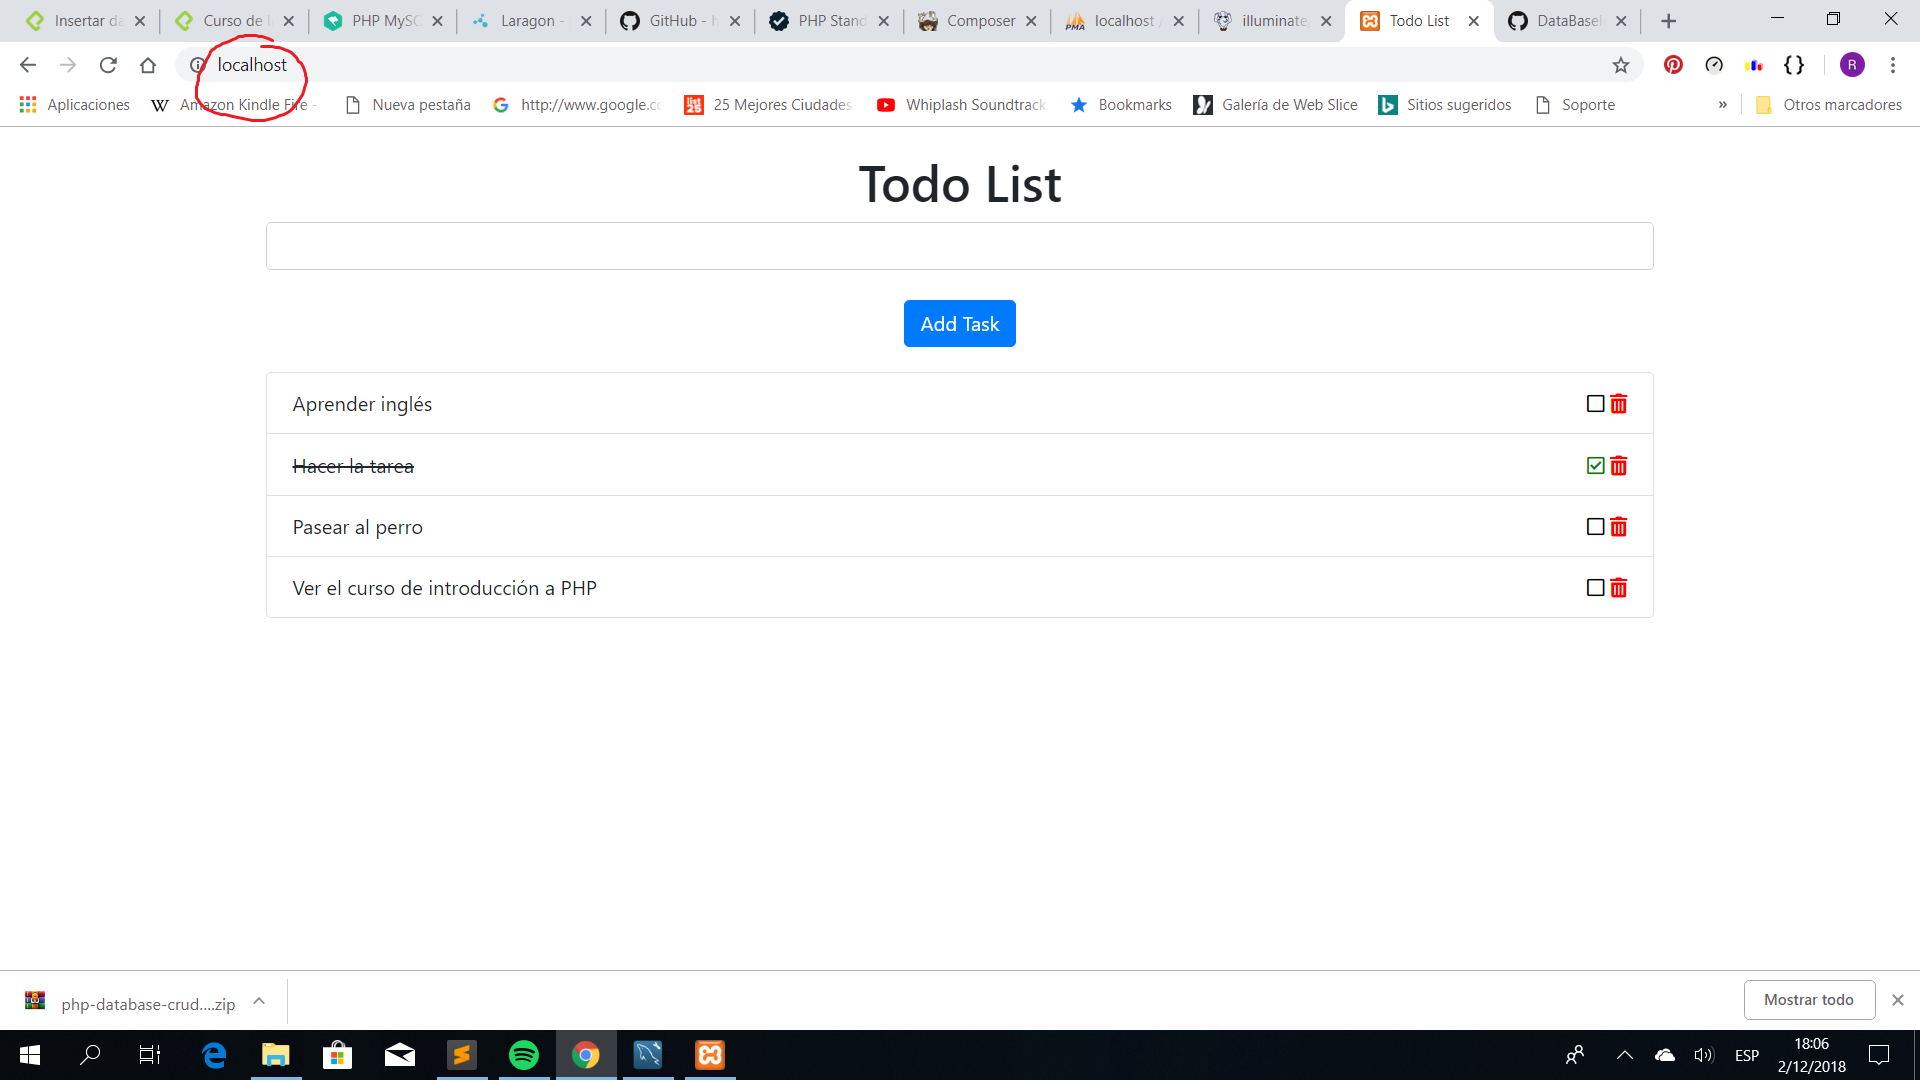 Insertar da
Curso de I
PHP MySQ
Laragon -
GitHub - h
PHP Stand
Composer
localhost /
illuminate,
Todo List
DataBaseI
localhost
R
Aplicaciones
W Amazon Kindle Fire -
Nueva pestaña
http://www.google.co
25 Mejores Ciudades
Whiplash Soundtrack
Bookmarks
Galería de Web Slice
Sitios sugeridos
Soporte
»
Otros marcadores
Todo List
Add Task
Aprender inglés
Hacer la tarea
Pasear al perro
Ver el curso de introducción a PHP
php-database-crud....zip
Mostrar todo
ESP
18:06
2/12/2018